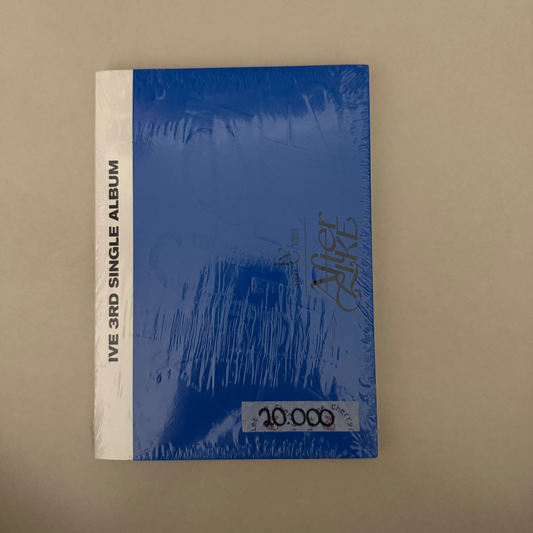 IVE 3RD SINGLE ALBUM
After
LIKE
20.000